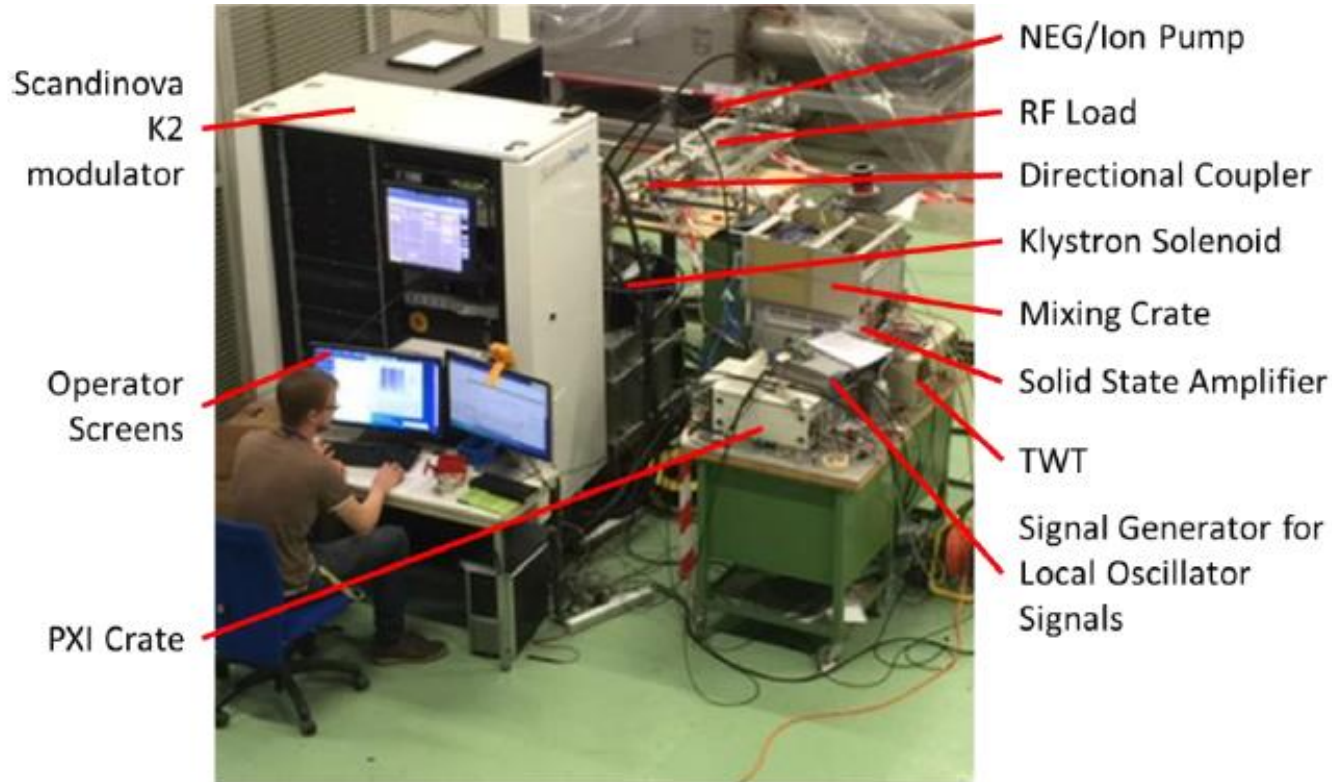 Scandinova
K2
modulator
Operator
Screens
PXI Crate
NEG/Ion Pump
RF Load
Directional Coupler
Klystron Solenoid
Mixing Crate
Solid State Amplifier
TWT
Signal Generator for
Local Oscillator
Signals